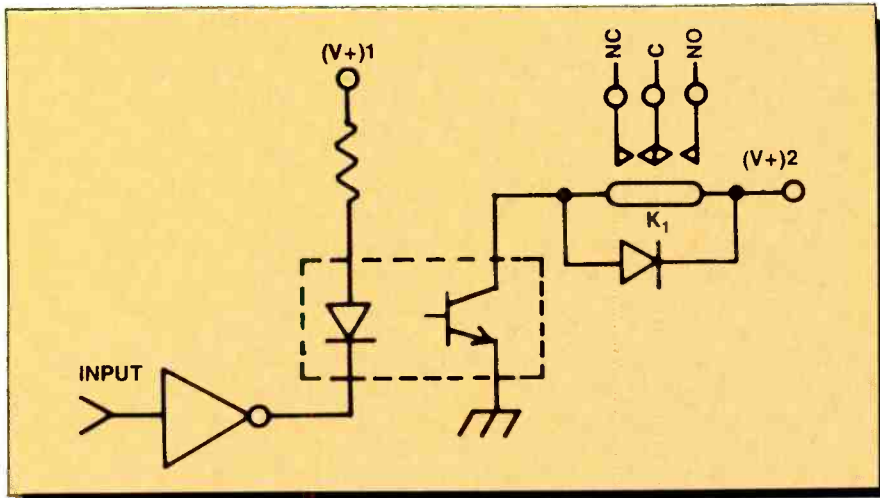 (V+)1
NC
C
NO
(V+)2
K₁
INPUT